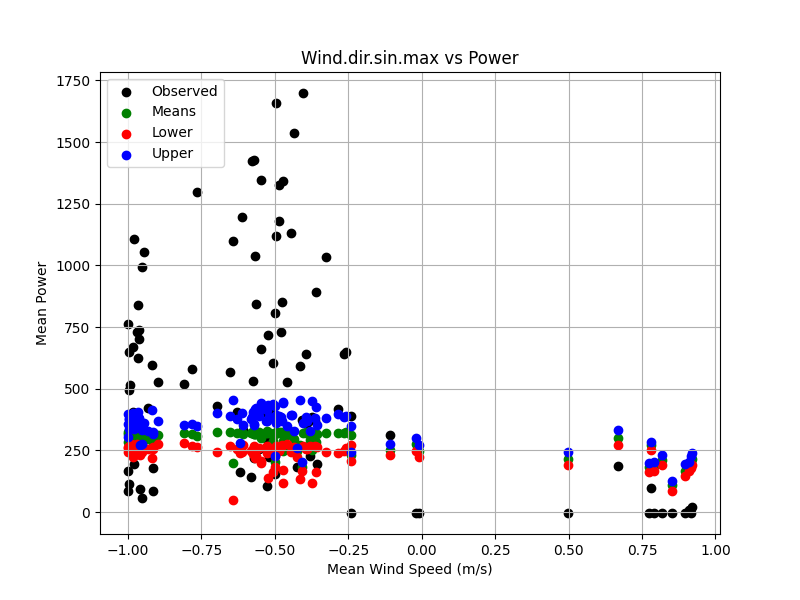 Wind.dir.sin.max vs Power
Observed
Means
Lower
Upper
1750
1500
1250
1000
750
500
250
0
Mean Power
−1.00 −0.75 −0.50 −0.25 0.00 0.25 0.50 0.75 1.00
Mean Wind Speed (m/s)